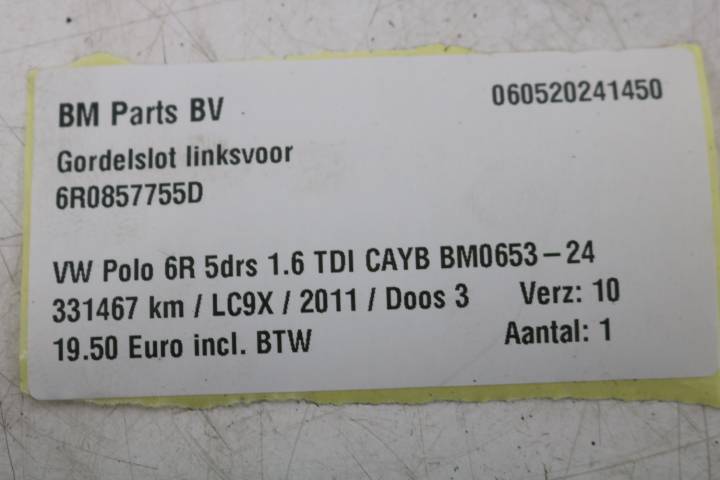 BM Parts BV 060520241450
Gordelslot linksvoor
6R0857755D
VW Polo 6R 5drs 1.6 TDI CAYB BM0653-24
331467 km / LC9X / 2011 / Doos 3 Verz: 10
19.50 Euro incl. BTW Aantal: 1